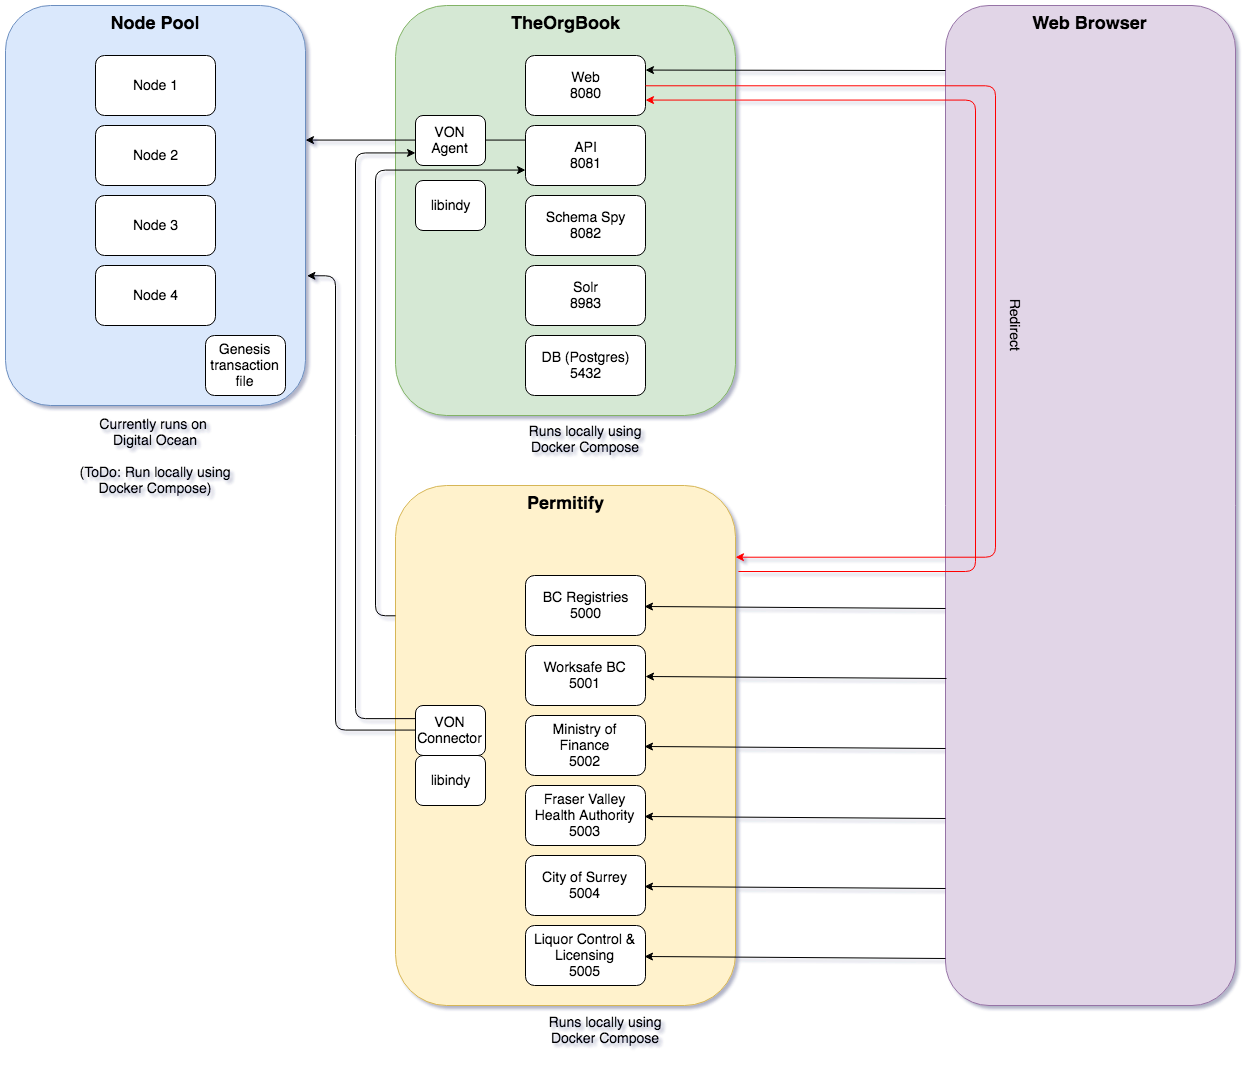 Node Pool
Node 1
Node 2
Node 3
Node 4
Genesis
transaction
file
Currently runs on
Digital Ocean
(ToDo: Run locally using
Docker Compose)
TheOrgBook
Web
8080
VON
Agent
API
8081
libindy
Schema Spy
8082
Solr
8983
DB (Postgres)
5432
Runs locally using
Docker Compose
Permitify
BC Registries
5000
Worksafe BC
5001
VON
Connector
libindy
Ministry of
Finance
5002
Fraser Valley
Health Authority
5003
City of Surrey
5004
Liquor Control &
Licensing
5005
Runs locally using
Docker Compose
Web Browser
Redirect